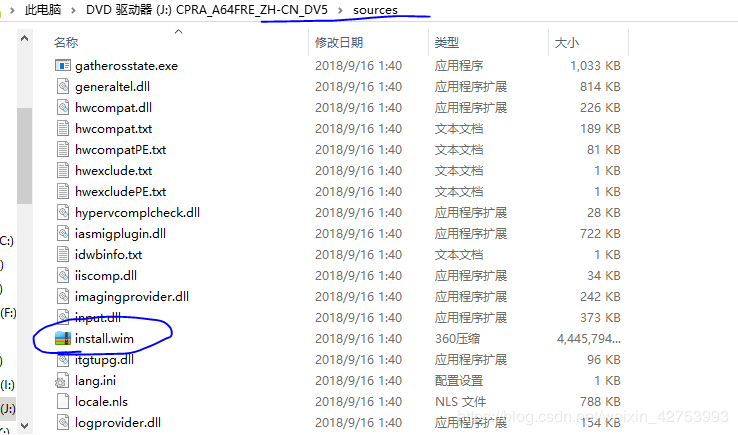 此电脑 > DVD 驱动器 (J:) CPRA_A64FRE_ZH-CN_DV5 > sources
名称 修改日期 类型 大小
gatherosstate.exe 2018/9/16 1:40 应用程序 1,033 KB
generaltel.dll 2018/9/16 1:40 应用程序扩展 814 KB
hwcompat.dll 2018/9/16 1:40 应用程序扩展 226 KB
hwcompat.txt 2018/9/16 1:40 文本文档 189 KB
hwcompatPE.txt 2018/9/16 1:40 文本文档 81 KB
hwexclude.txt 2018/9/16 1:40 文本文档 1 KB
hwexcludePE.txt 2018/9/16 1:40 文本文档 1 KB
hypervcomplcheck.dll 2018/9/16 1:40 应用程序扩展 28 KB
iasmigplugin.dll 2018/9/16 1:40 应用程序扩展 722 KB
C:)
idwbinfo.txt 2018/9/16 1:40 文本文档 1 KB
)
iiscomp.dll 2018/9/16 1:40 应用程序扩展 34 KB
)
imagingprovider.dll 2018/9/16 1:40 应用程序扩展 242 KB
(F:)
input.dll 2018/9/16 1:40 应用程序扩展 373 KB
install.wim 2018/9/16 1:40 360压缩 4,445,794...
)
itgtupg.dll 2018/9/16 1:40 应用程序扩展 96 KB
(I:)
lang.ini 2018/9/16 1:40 配置设置 1 KB
(J:)
locale.nls 2018/9/16 1:40 NLS 文件 788 KB
logprovider.dll 2018/9/16 1:40 应用程序扩展 154 KB
https://blog.csdn.net/weixin_42753993